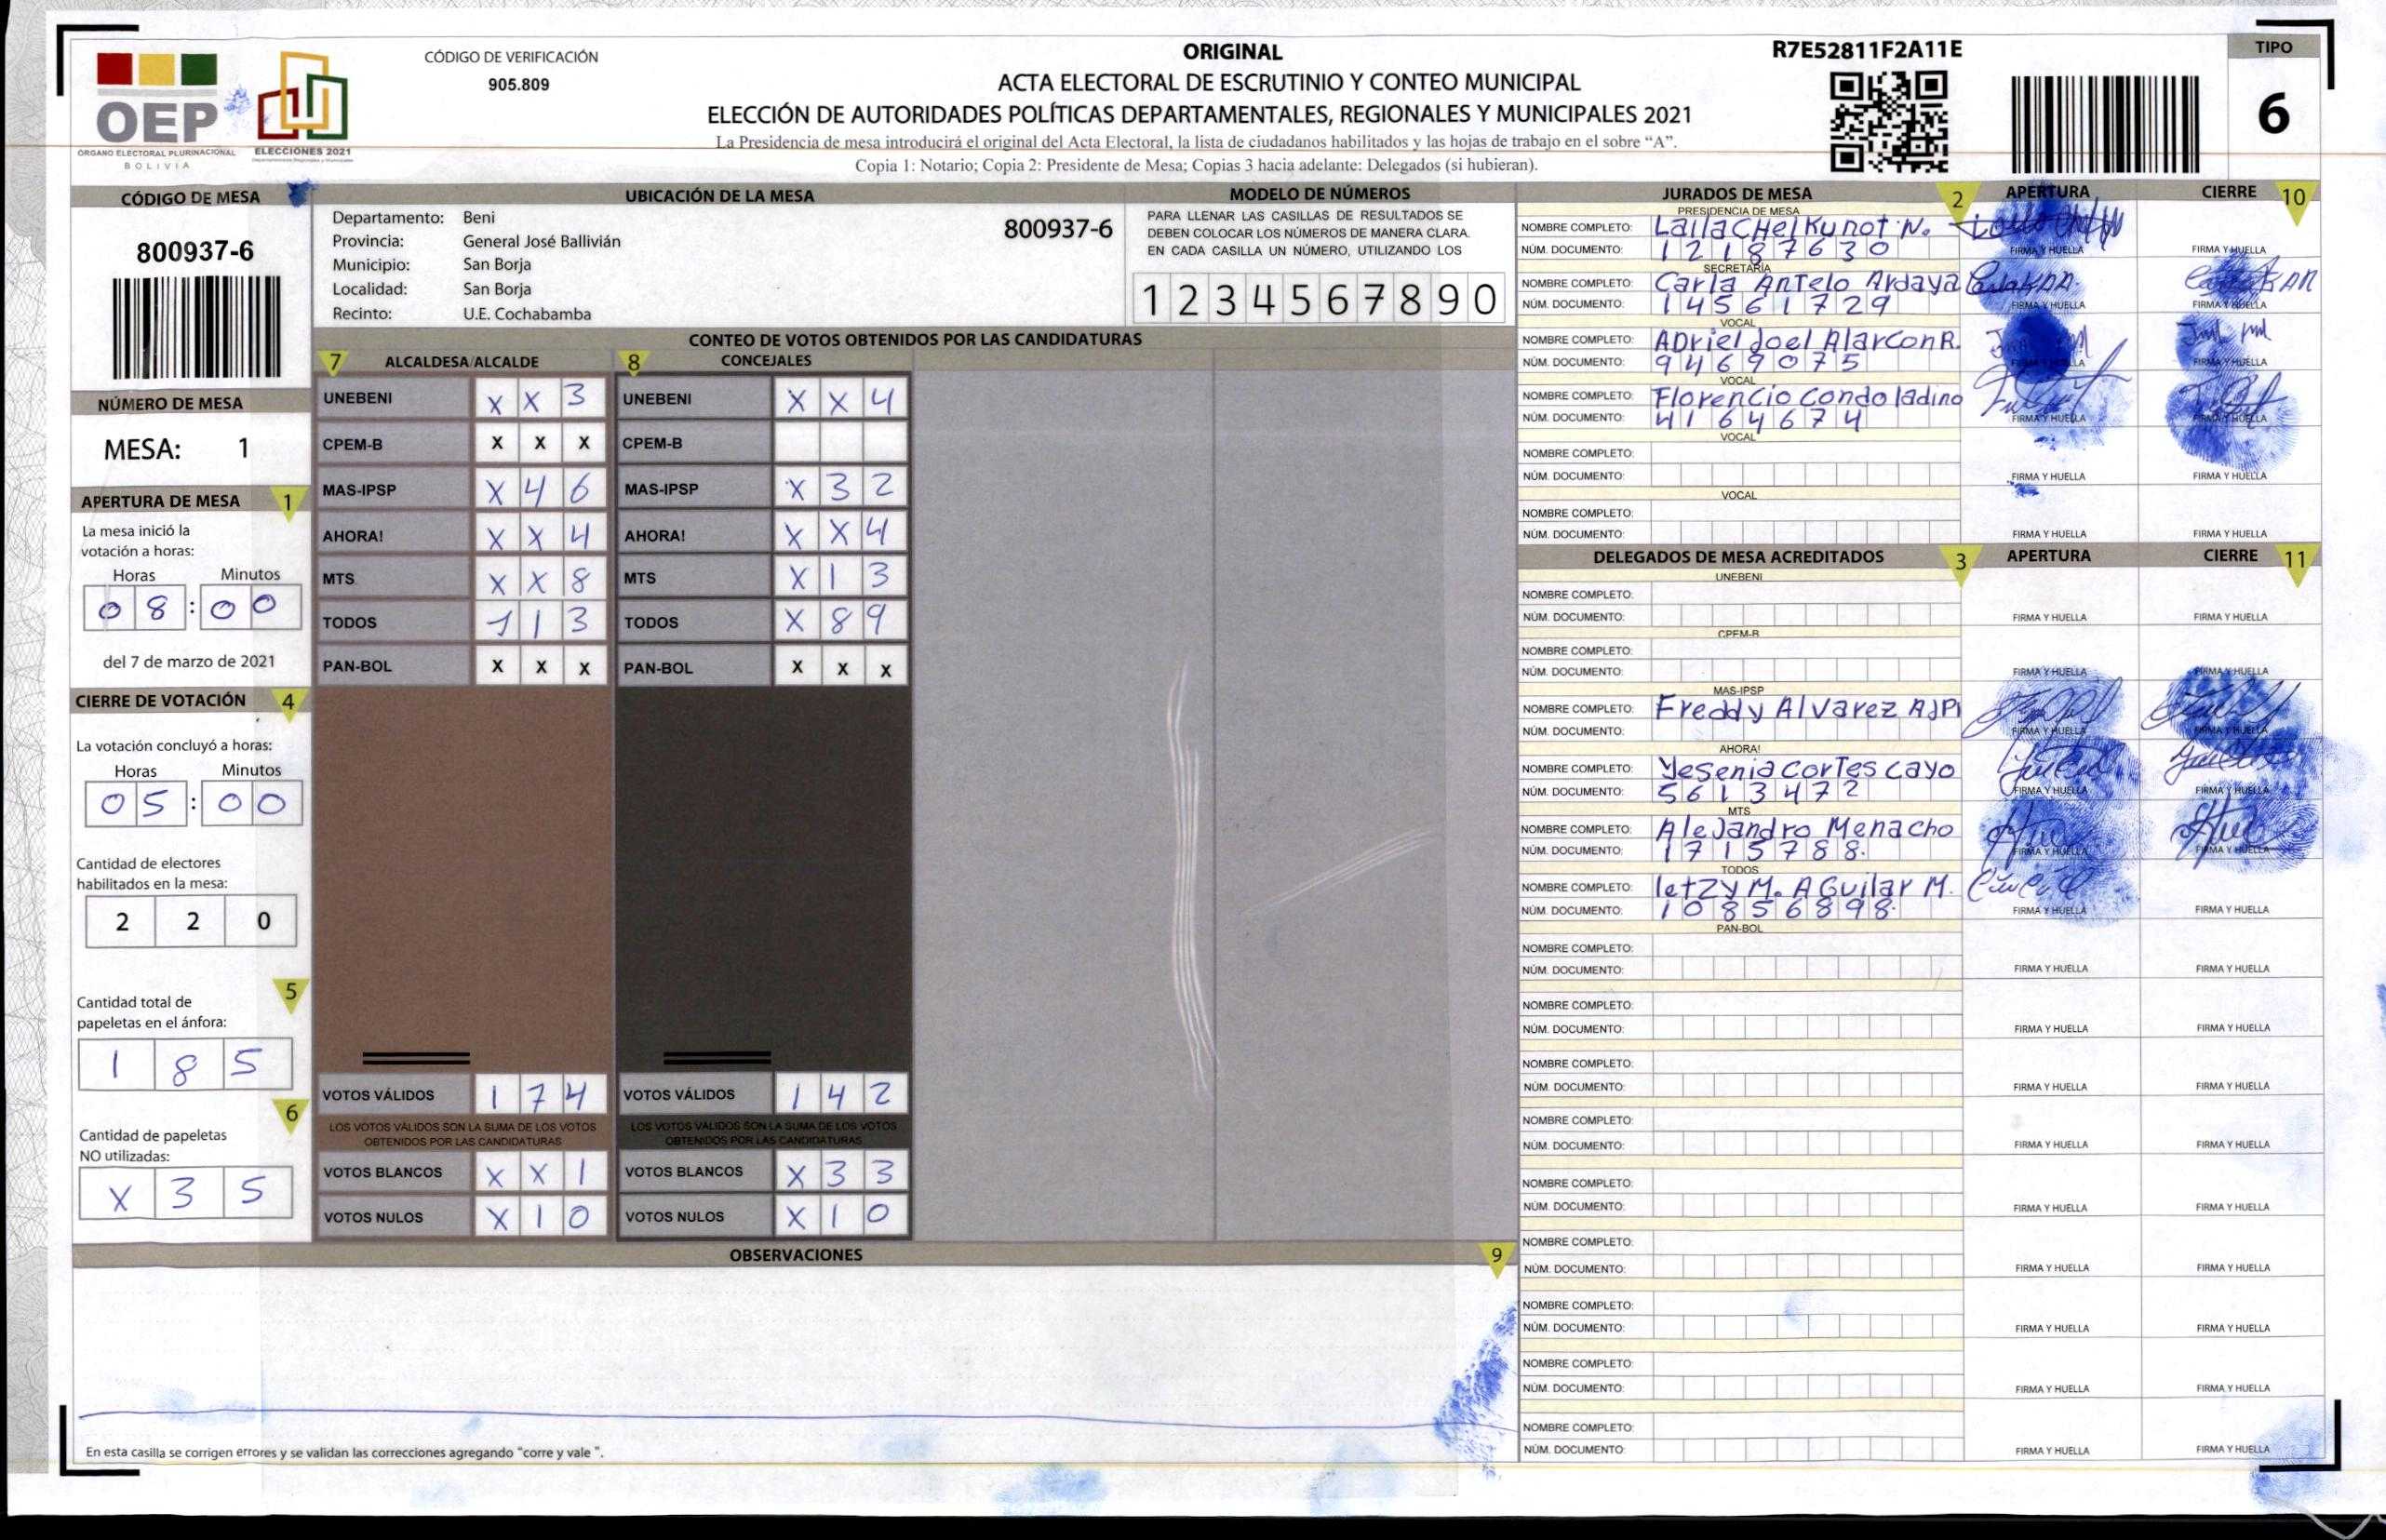 OEP
ÓRGANO ELECTORAL PLURINACIONAL
BOLIVIA
ELECCIONES 2021
CÓDIGO DE VERIFICACIÓN
905.809
ORIGINAL
ACTA ELECTORAL DE ESCRUTINIO Y CONTEO MUNICIPAL
ELECCIÓN DE AUTORIDADES POLÍTICAS DEPARTAMENTALES, REGIONALES Y MUNICIPALES 2021
La Presidencia de mesa introducirá el original del Acta Electoral, la lista de ciudadanos habilitados y las hojas de trabajo en el sobre “A”.
Copia 1: Notario; Copia 2: Presidente de Mesa; Copias 3 hacia adelante: Delegados (si hubieran).
R7E52811F2A11E
TIPO
6
CÓDIGO DE MESA
800937-6
NÚMERO DE MESA
MESA: 1
APERTURA DE MESA 1
La mesa inició la
votación a horas:
Horas Minutos
08:00
del 7 de marzo de 2021
CIERRE DE VOTACIÓN 4
La votación concluyó a horas:
Horas Minutos
05:00
Cantidad de electores
habilitados en la mesa:
2 2 0
5
Cantidad total de
papeletas en el ánfora:
1 8 5
6
Cantidad de papeletas
NO utilizadas:
X 3 5
UBICACIÓN DE LA MESA
Departamento: Beni
Provincia: General José Ballivián
Municipio: San Borja
Localidad: San Borja
Recinto: U.E. Cochabamba
800937-6
MODELO DE NÚMEROS
PARA LLENAR LAS CASILLAS DE RESULTADOS SE
DEBEN COLOCAR LOS NÚMEROS DE MANERA CLARA.
EN CADA CASILLA UN NÚMERO, UTILIZANDO LOS
1 2 3 4 5 6 7 8 9 0
CONTEO DE VOTOS OBTENIDOS POR LAS CANDIDATURAS
7 ALCALDESA/ALCALDE 8 CONCEJALES
UNEBENI X X 3 UNEBENI X X 4
CPEM-B X X X CPEM-B
MAS-IPSP X 4 6 MAS-IPSP X 3 2
AHORA! X X 4 AHORA! X X 4
MTS X X 8 MTS X 1 3
TODOS 1 1 3 TODOS X 8 9
PAN-BOL X X X PAN-BOL X X X
VOTOS VÁLIDOS 1 7 4 VOTOS VÁLIDOS 1 4 2
LOS VOTOS VÁLIDOS SON LA SUMA DE LOS VOTOS LOS VOTOS VÁLIDOS SON LA SUMA DE LOS VOTOS
OBTENIDOS POR LAS CANDIDATURAS OBTENIDOS POR LAS CANDIDATURAS
VOTOS BLANCOS X X 1 VOTOS BLANCOS X 3 3
VOTOS NULOS X 1 0 VOTOS NULOS X 1 0
OBSERVACIONES 9
En esta casilla se corrigen errores y se validan las correcciones agregando “corre y vale”.
JURADOS DE MESA 2 APERTURA CIERRE 10
PRESIDENCIA DE MESA
NOMBRE COMPLETO: Laila CHel Kunot N.
NÚM. DOCUMENTO: 12187630 FIRMA Y HUELLA FIRMA Y HUELLA
SECRETARÍA
NOMBRE COMPLETO: Carla Antelo Ardaya
NÚM. DOCUMENTO: 14561729 FIRMA Y HUELLA FIRMA Y HUELLA
VOCAL
NOMBRE COMPLETO: ADriel Joel Alarcon R.
NÚM. DOCUMENTO: 9469075 FIRMA Y HUELLA FIRMA Y HUELLA
VOCAL
NOMBRE COMPLETO: Florencio Condo ladino
NÚM. DOCUMENTO: 4164674 FIRMA Y HUELLA FIRMA Y HUELLA
VOCAL
NOMBRE COMPLETO:
NÚM. DOCUMENTO: FIRMA Y HUELLA FIRMA Y HUELLA
VOCAL
NOMBRE COMPLETO:
NÚM. DOCUMENTO: FIRMA Y HUELLA FIRMA Y HUELLA
DELEGADOS DE MESA ACREDITADOS 3 APERTURA CIERRE 11
UNEBENI
NOMBRE COMPLETO:
NÚM. DOCUMENTO: FIRMA Y HUELLA FIRMA Y HUELLA
CPEM-B
NOMBRE COMPLETO:
NÚM. DOCUMENTO: FIRMA Y HUELLA FIRMA Y HUELLA
MAS-IPSP
NOMBRE COMPLETO: Freddy Alvarez AJPI
NÚM. DOCUMENTO: FIRMA Y HUELLA FIRMA Y HUELLA
AHORA!
NOMBRE COMPLETO: Yesenia Cortes Cayo
NÚM. DOCUMENTO: 5613472 FIRMA Y HUELLA FIRMA Y HUELLA
MTS
NOMBRE COMPLETO: Alejandro Menacho
NÚM. DOCUMENTO: 1715788. FIRMA Y HUELLA FIRMA Y HUELLA
TODOS
NOMBRE COMPLETO: letzy M. AGuilar M.
NÚM. DOCUMENTO: 10856898. FIRMA Y HUELLA FIRMA Y HUELLA
PAN-BOL
NOMBRE COMPLETO:
NÚM. DOCUMENTO: FIRMA Y HUELLA FIRMA Y HUELLA
NOMBRE COMPLETO:
NÚM. DOCUMENTO: FIRMA Y HUELLA FIRMA Y HUELLA
NOMBRE COMPLETO:
NÚM. DOCUMENTO: FIRMA Y HUELLA FIRMA Y HUELLA
NOMBRE COMPLETO:
NÚM. DOCUMENTO: FIRMA Y HUELLA FIRMA Y HUELLA
NOMBRE COMPLETO:
NÚM. DOCUMENTO: FIRMA Y HUELLA FIRMA Y HUELLA
NOMBRE COMPLETO:
NÚM. DOCUMENTO: FIRMA Y HUELLA FIRMA Y HUELLA
NOMBRE COMPLETO:
NÚM. DOCUMENTO: FIRMA Y HUELLA FIRMA Y HUELLA
NOMBRE COMPLETO:
NÚM. DOCUMENTO: FIRMA Y HUELLA FIRMA Y HUELLA
NOMBRE COMPLETO:
NÚM. DOCUMENTO: FIRMA Y HUELLA FIRMA Y HUELLA